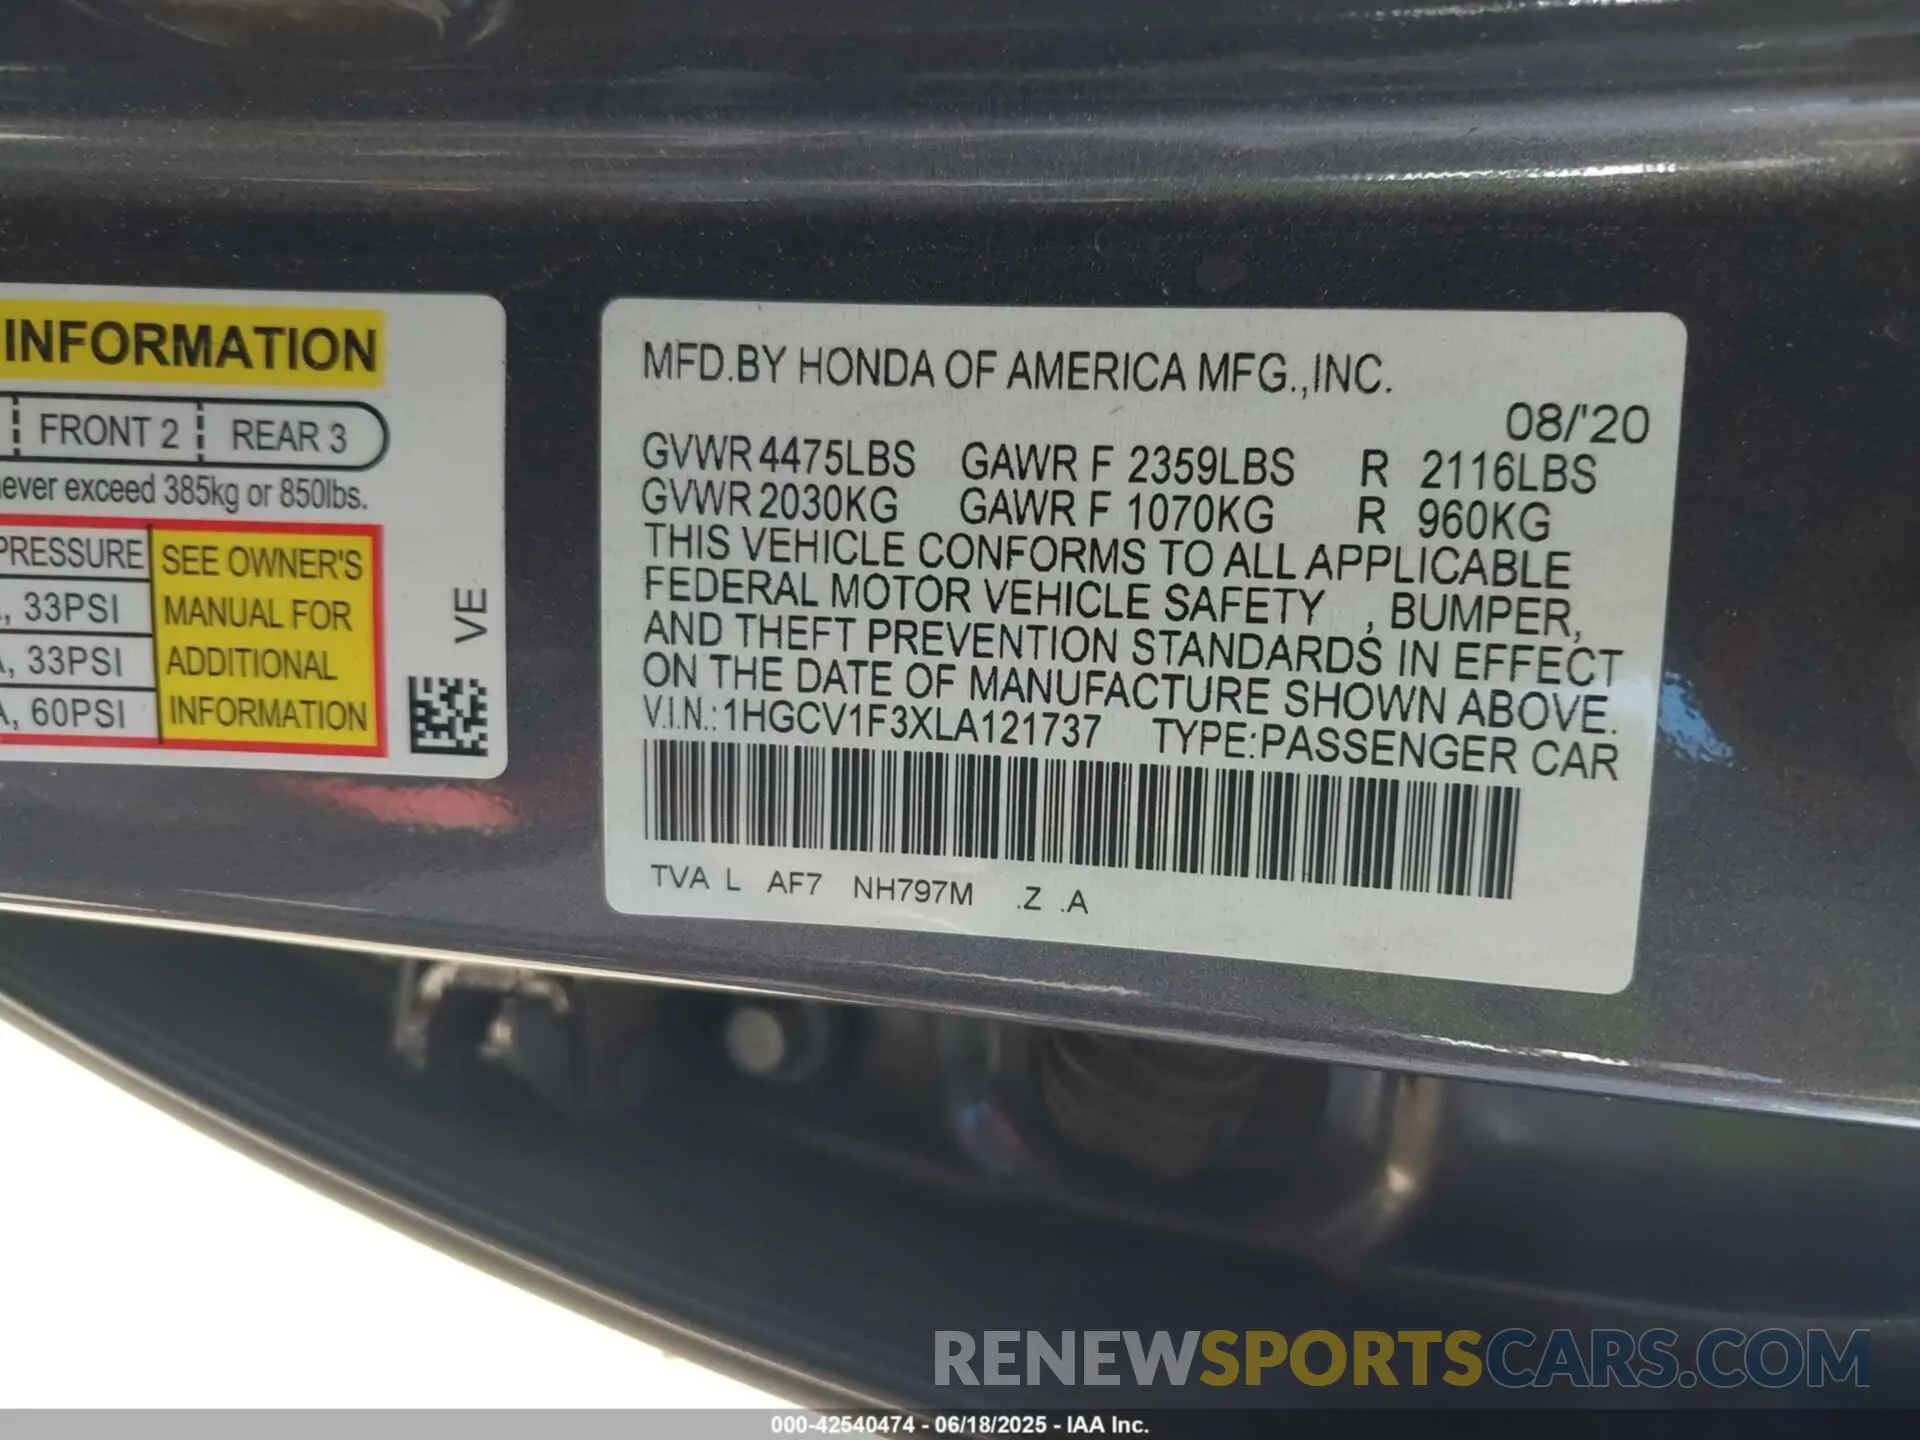 INFORMATION
FRONT 2 REAR 3
ever exceed 385kg or 850lbs.
PRESSURE SEE OWNER'S
, 33PSI MANUAL FOR
, 33PSI ADDITIONAL
A, 60PSI INFORMATION
VE
MFD.BY HONDA OF AMERICA MFG.,INC.
08/'20
GVWR 4475LBS GAWR F 2359LBS R 2116LBS
GVWR 2030KG GAWR F 1070KG R 960KG
THIS VEHICLE CONFORMS TO ALL APPLICABLE
FEDERAL MOTOR VEHICLE SAFETY , BUMPER,
AND THEFT PREVENTION STANDARDS IN EFFECT
ON THE DATE OF MANUFACTURE SHOWN ABOVE.
V.I.N.: 1HGCV1F3XLA121737 TYPE:PASSENGER CAR
TVA L AF7 NH797M .Z .A
RENEWSPORTSCARS.COM
000-42540474 - 06/18/2025 - IAA Inc.